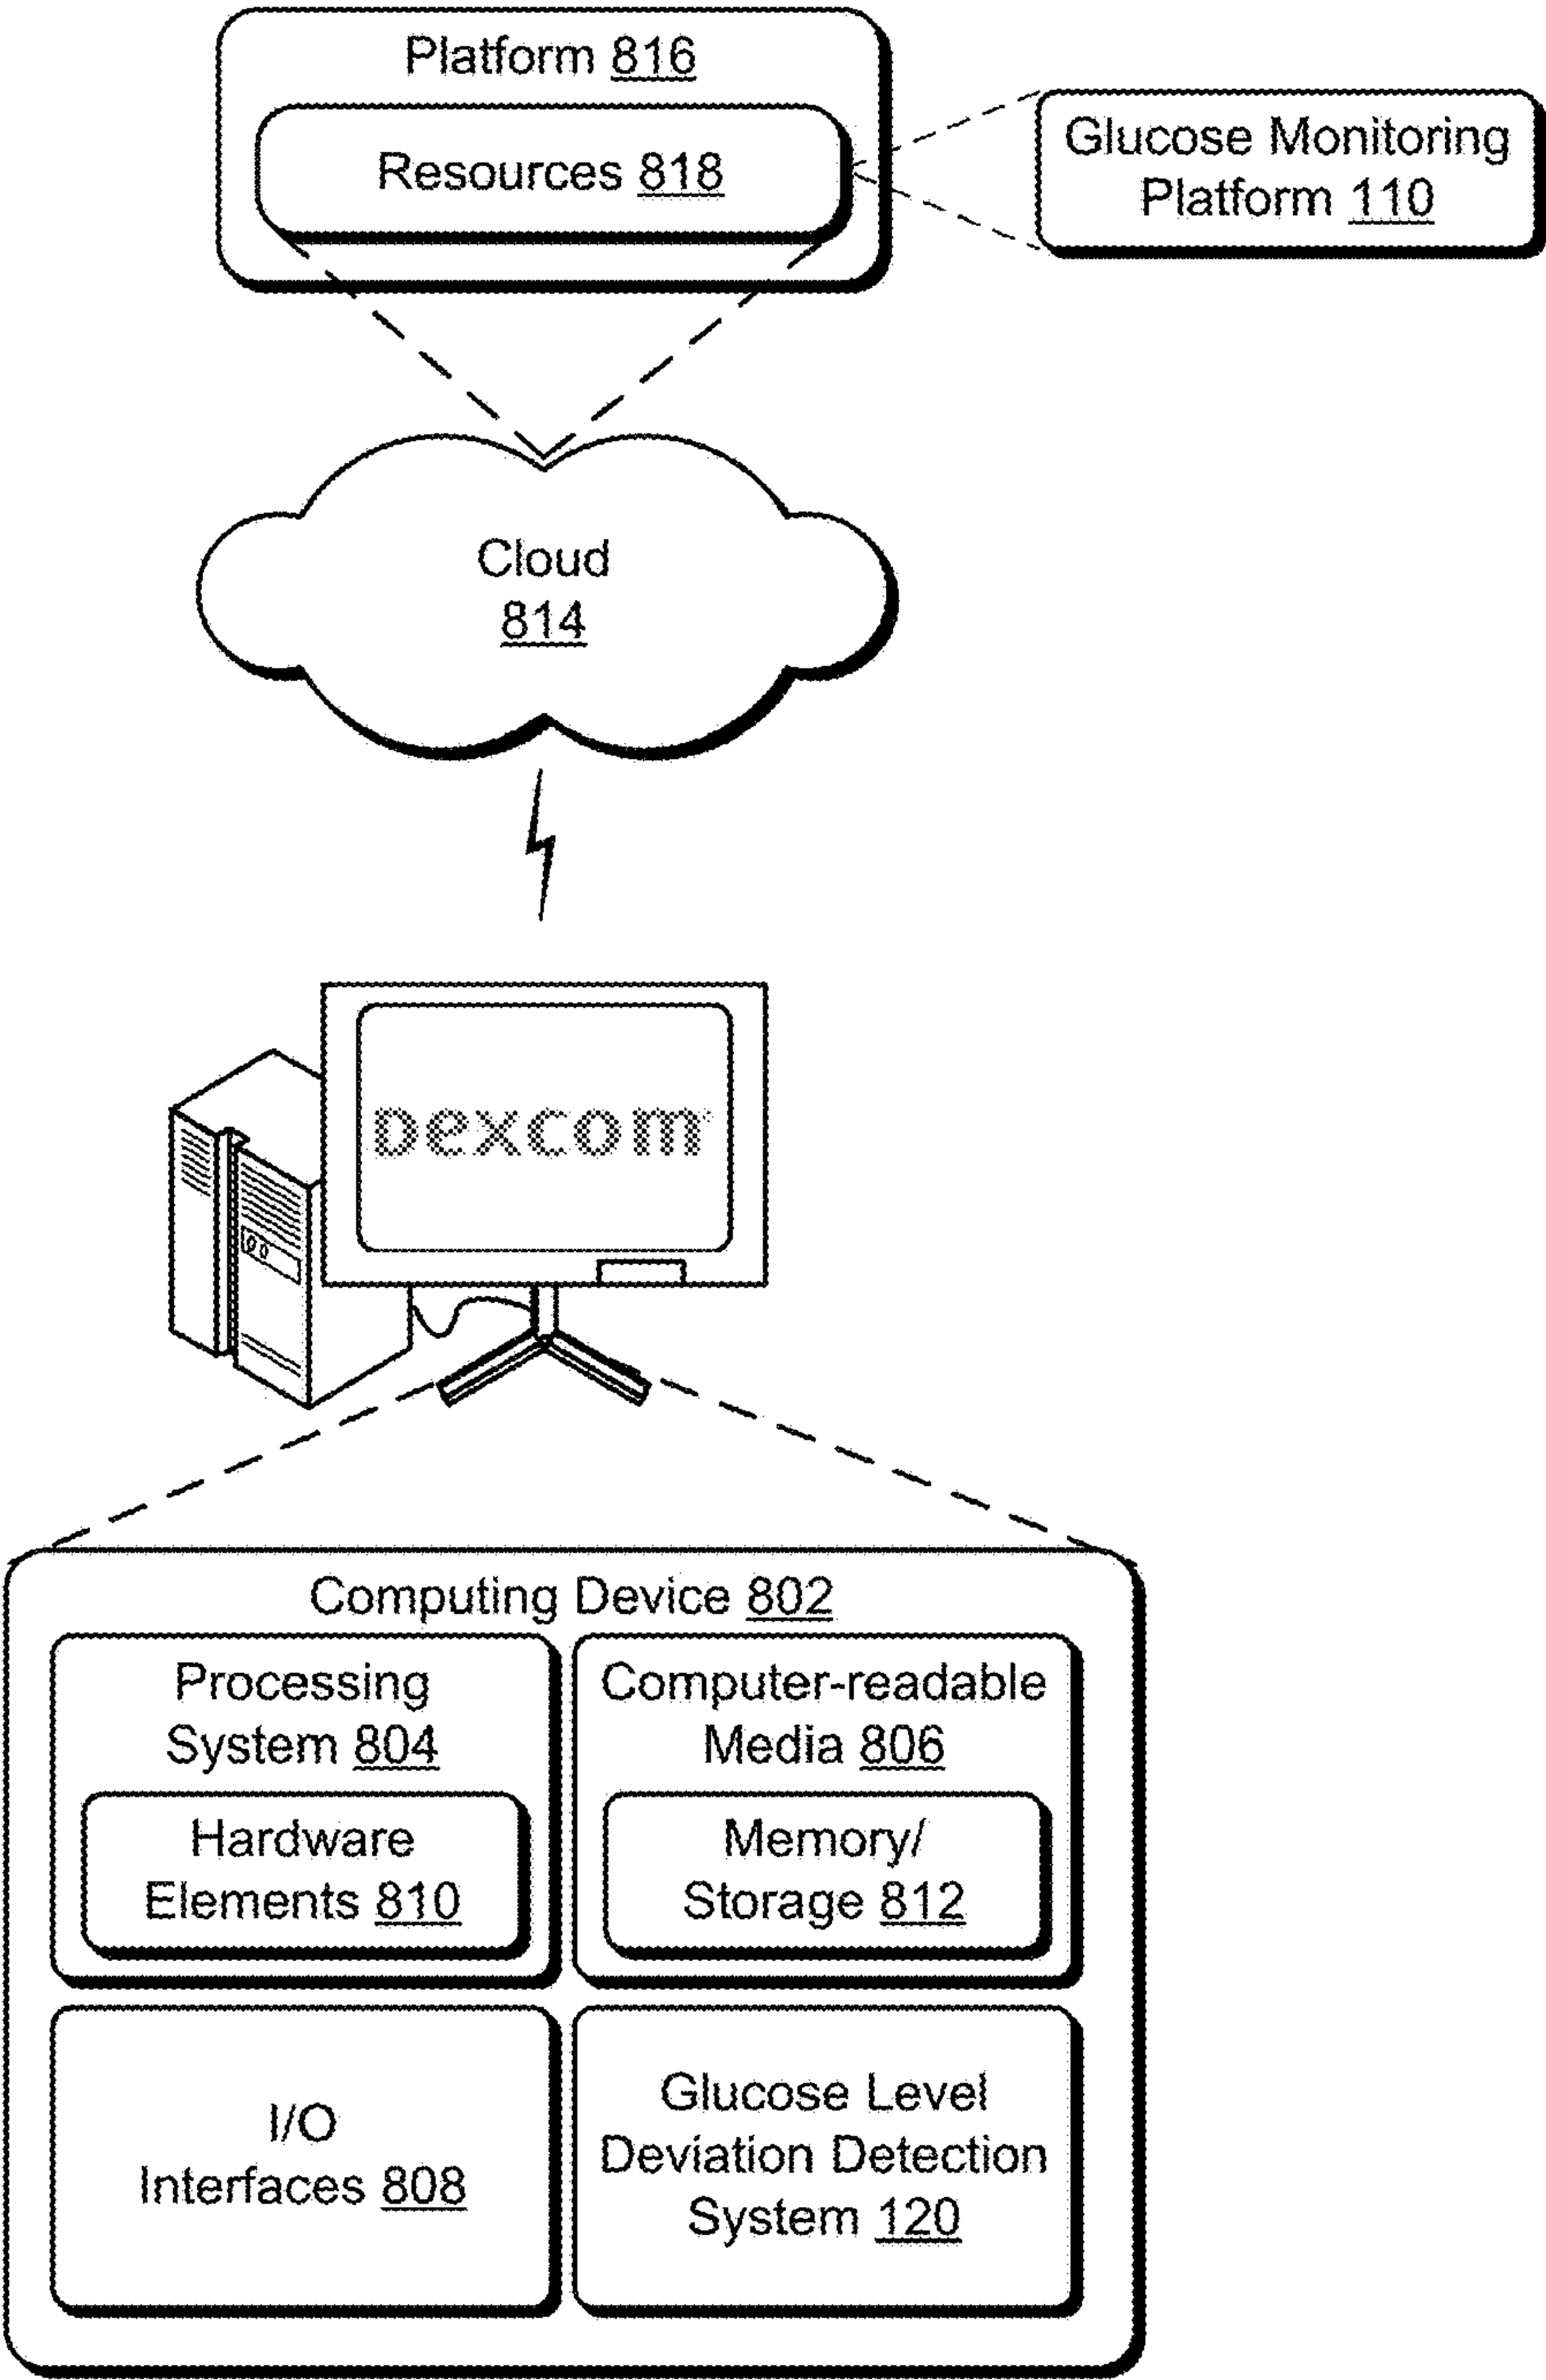 Platform 816
Resources 818
Glucose Monitoring
Platform 110
Cloud
814
Dexcom
Computing Device 802
Processing
System 804
Hardware
Elements 810
Computer-readable
Media 806
Memory/
Storage 812
I/O
Interfaces 808
Glucose Level
Deviation Detection
System 120